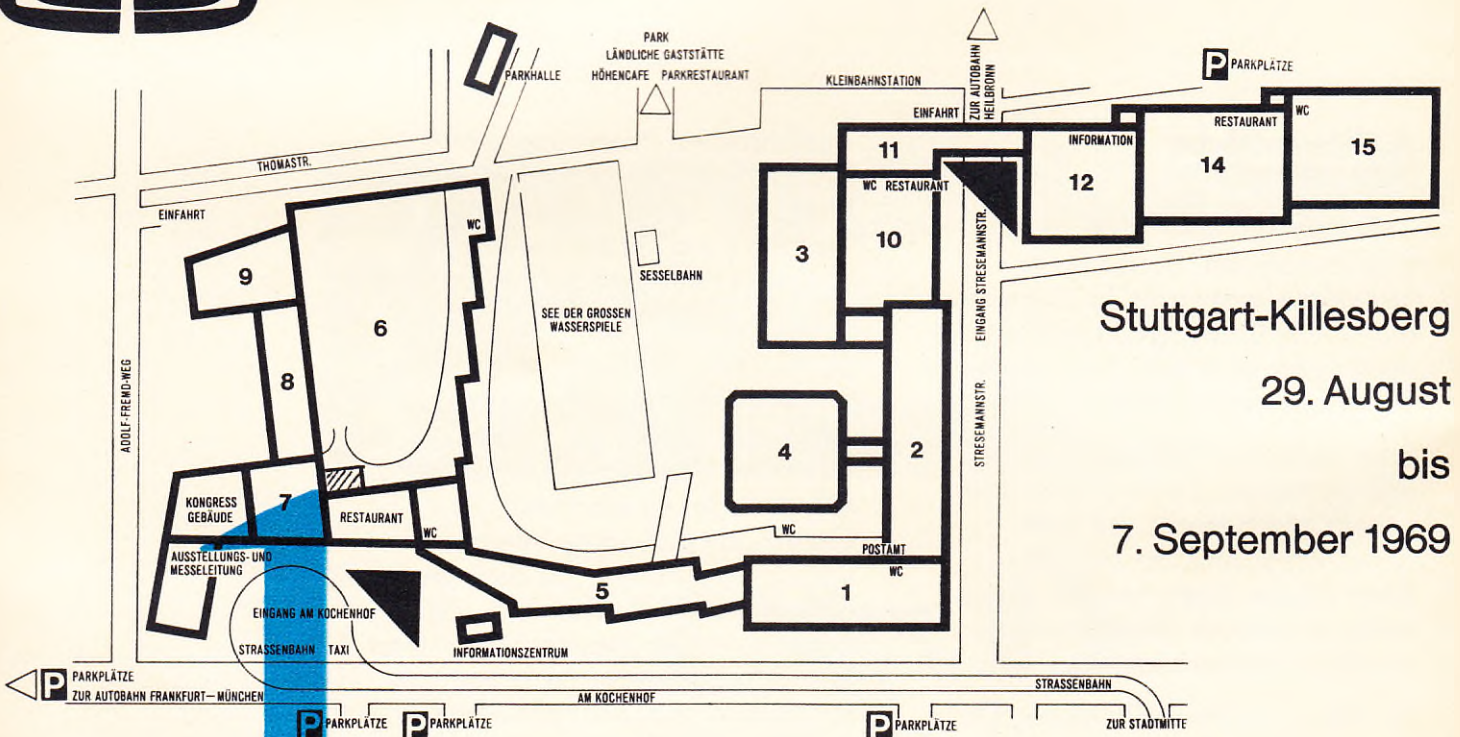 PARK
LÄNDLICHE GASTSTÄTTE
HÖHENCAFE PARKRESTAURANT
PARKHALLE
KLEINBAHNSTATION
EINFAHRT
ZUR AUTOBAHN
HEILBRONN
P PARKPLÄTZE
THOMASTR.
EINFAHRT
WC
11
WC RESTAURANT
INFORMATION
12
RESTAURANT
14
WC
15
9
6
SESSELBAHN
SEE DER GROSSEN
WASSERSPIELE
3
10
EINGANG STRESEMANNSTR.
STRESEMANNSTR.
ADOLF-FREMD-WEG
8
4
2
Stuttgart-Killesberg
29. August
bis
7. September 1969
KONGRESS
GEBÄUDE
7
RESTAURANT
WC
WC
POSTAMT
WC
AUSSTELLUNGS- UND
MESSELEITUNG
5
1
EINGANG AM KOCHENHOF
STRASSENBAHN TAXI
INFORMATIONSZENTRUM
P PARKPLÄTZE
ZUR AUTOBAHN FRANKFURT–MÜNCHEN
AM KOCHENHOF
STRASSENBAHN
P PARKPLÄTZE
P PARKPLÄTZE
P PARKPLÄTZE
ZUR STADTMITTE